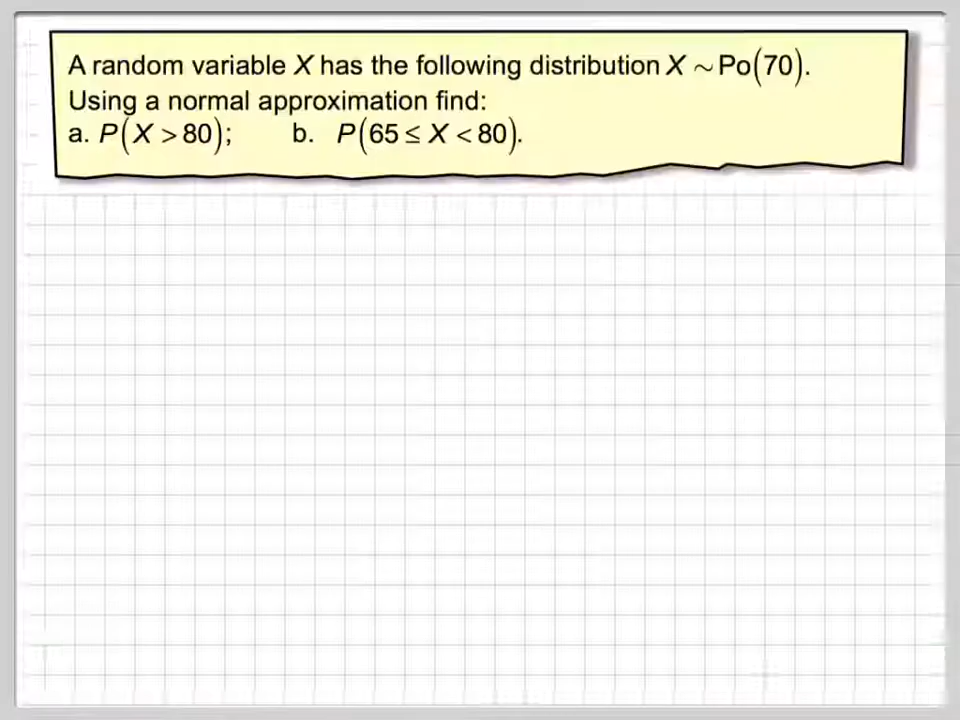 A random variable X has the following distribution X ~ Po(70).
Using a normal approximation find:
a. P(X > 80); b. P(65 ≤ X < 80).